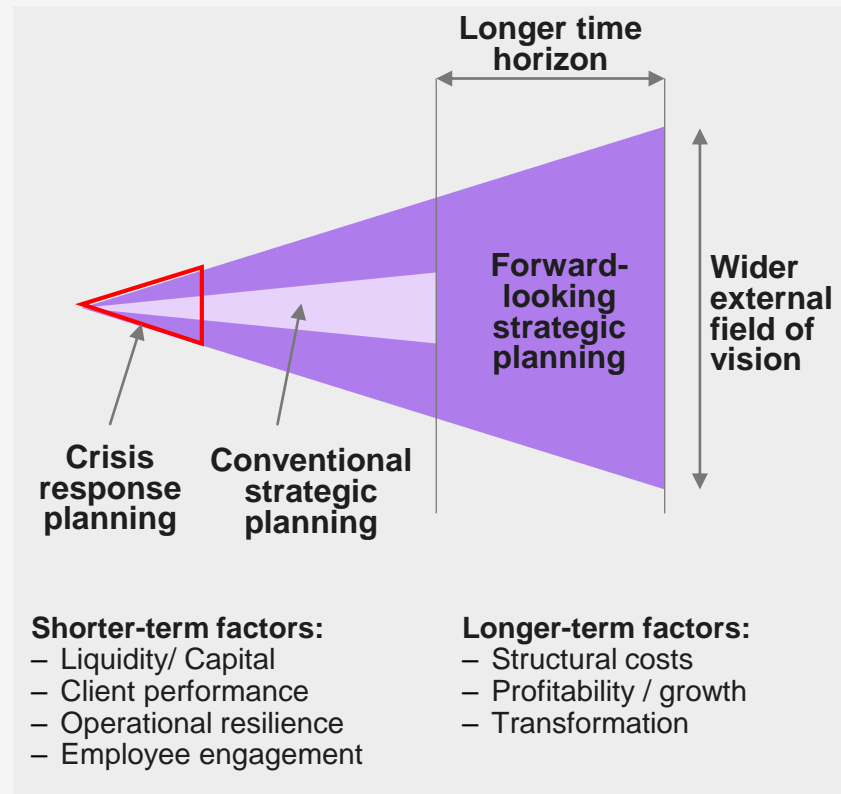 Longer time
horizon
Forward-
looking
strategic
planning
Wider
external
field of
vision
Crisis
response
planning
Conventional
strategic
planning
Shorter-term factors:
– Liquidity/ Capital
– Client performance
– Operational resilience
– Employee engagement
Longer-term factors:
– Structural costs
– Profitability / growth
– Transformation